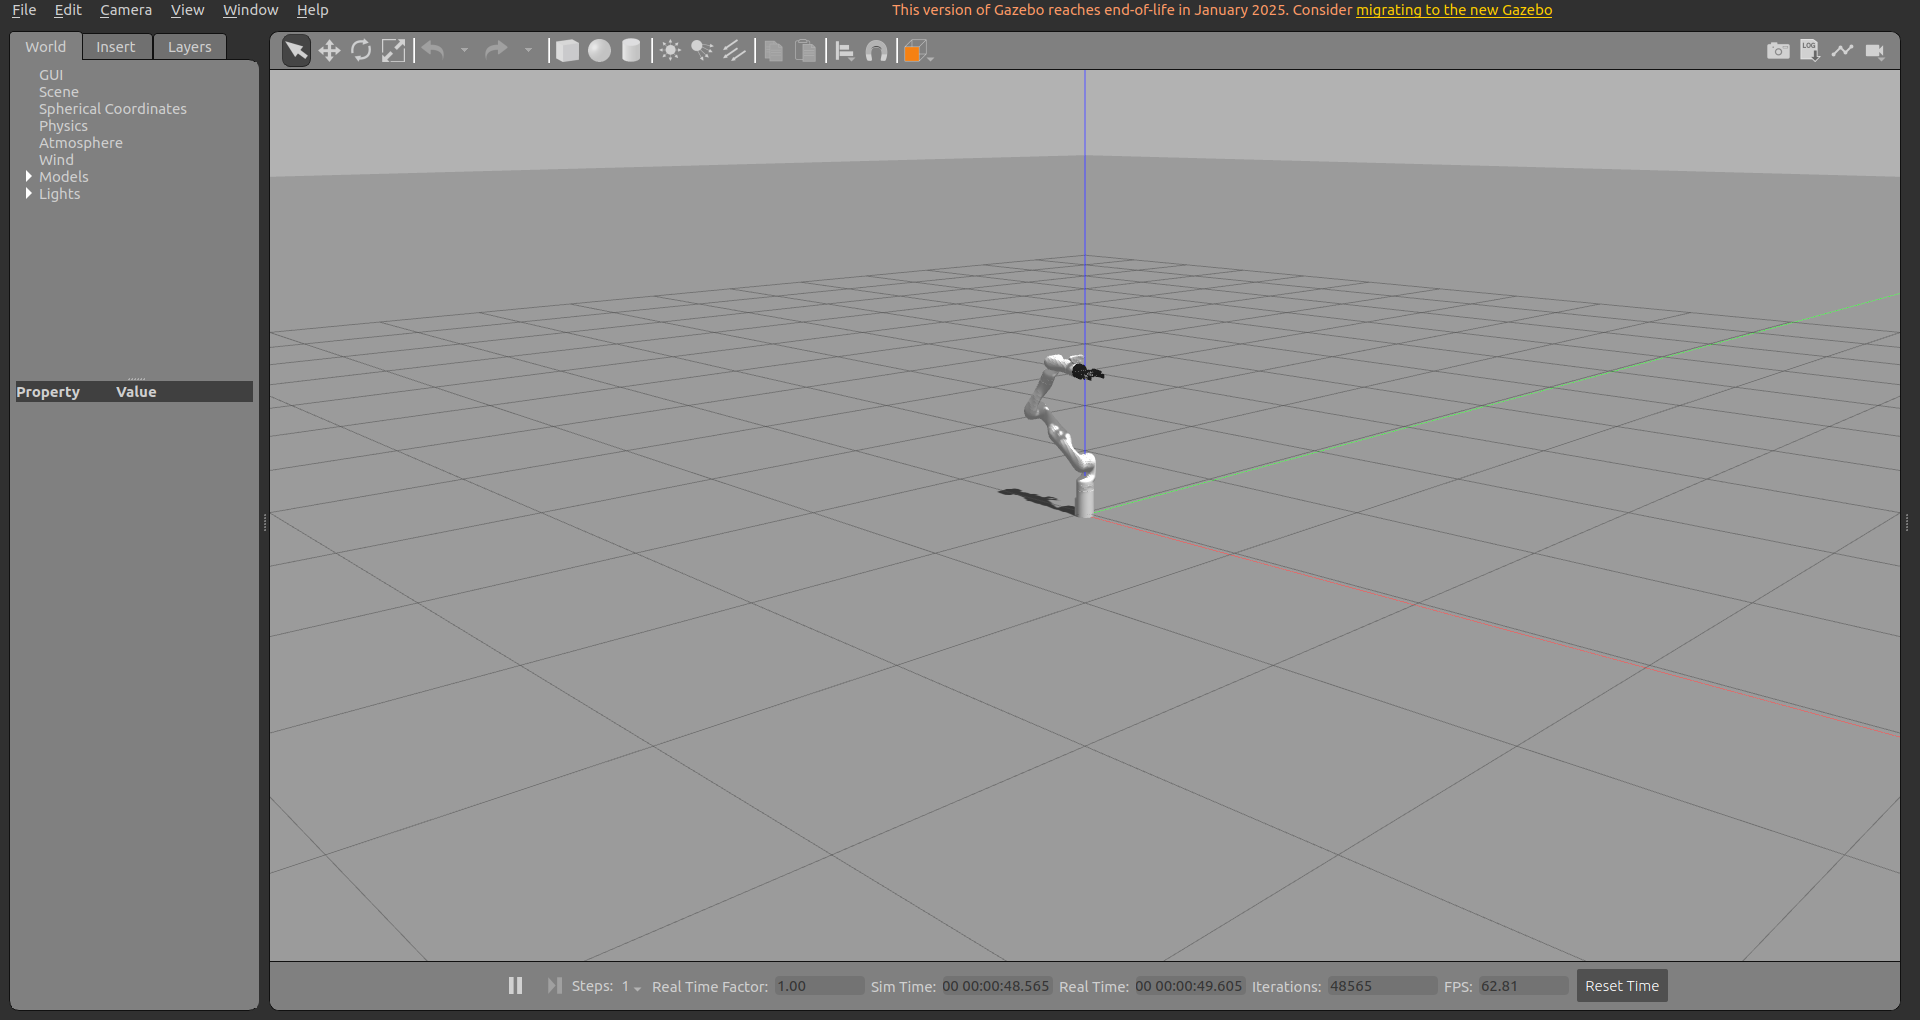 File Edit Camera View Window Help
This version of Gazebo reaches end-of-life in January 2025. Consider migrating to the new Gazebo
World Insert Layers
LOG
GUI
Scene
Spherical Coordinates
Physics
Atmosphere
Wind
Models
Lights
Property Value
Steps: 1 Real Time Factor: 1.00 Sim Time: 00 00:00:48.565 Real Time: 00 00:00:49.605 Iterations: 48565 FPS: 62.81 Reset Time